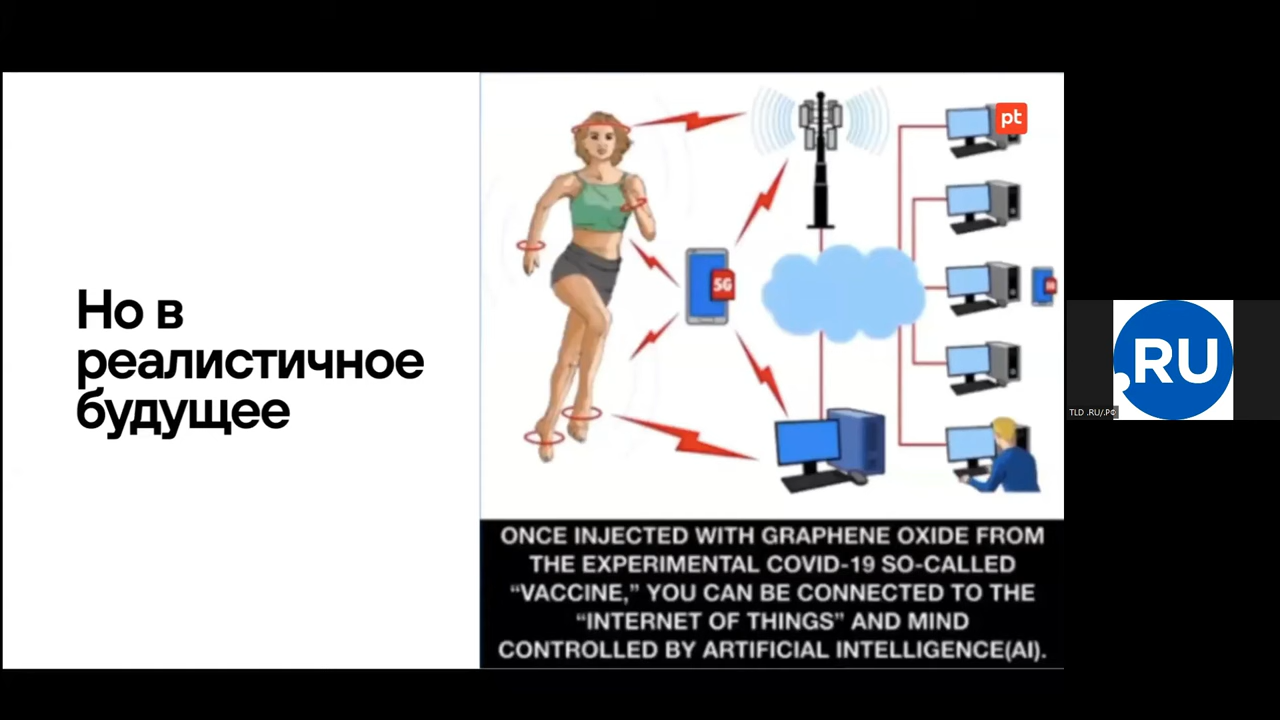 Но в
реалистичное
будущее
pt
5G
ONCE INJECTED WITH GRAPHENE OXIDE FROM
THE EXPERIMENTAL COVID-19 SO-CALLED
“VACCINE,” YOU CAN BE CONNECTED TO THE
“INTERNET OF THINGS” AND MIND
CONTROLLED BY ARTIFICIAL INTELLIGENCE(AI).
.RU
TLD .RU/.РФ